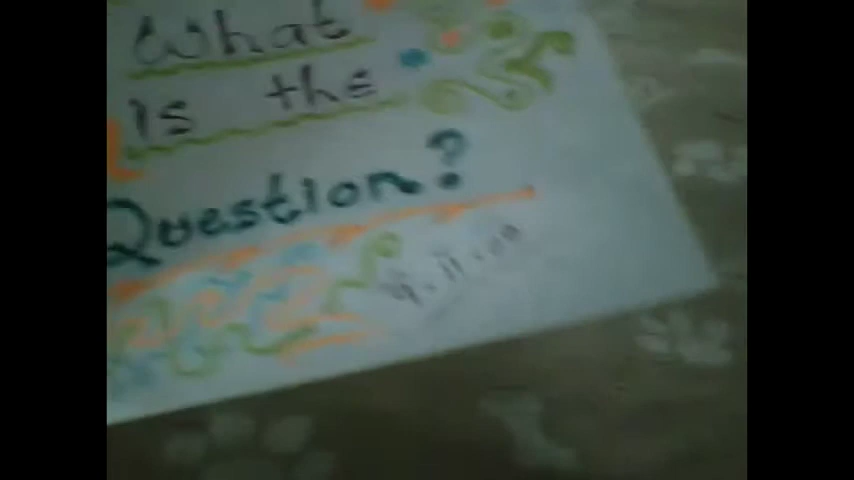 What
is the
Question?